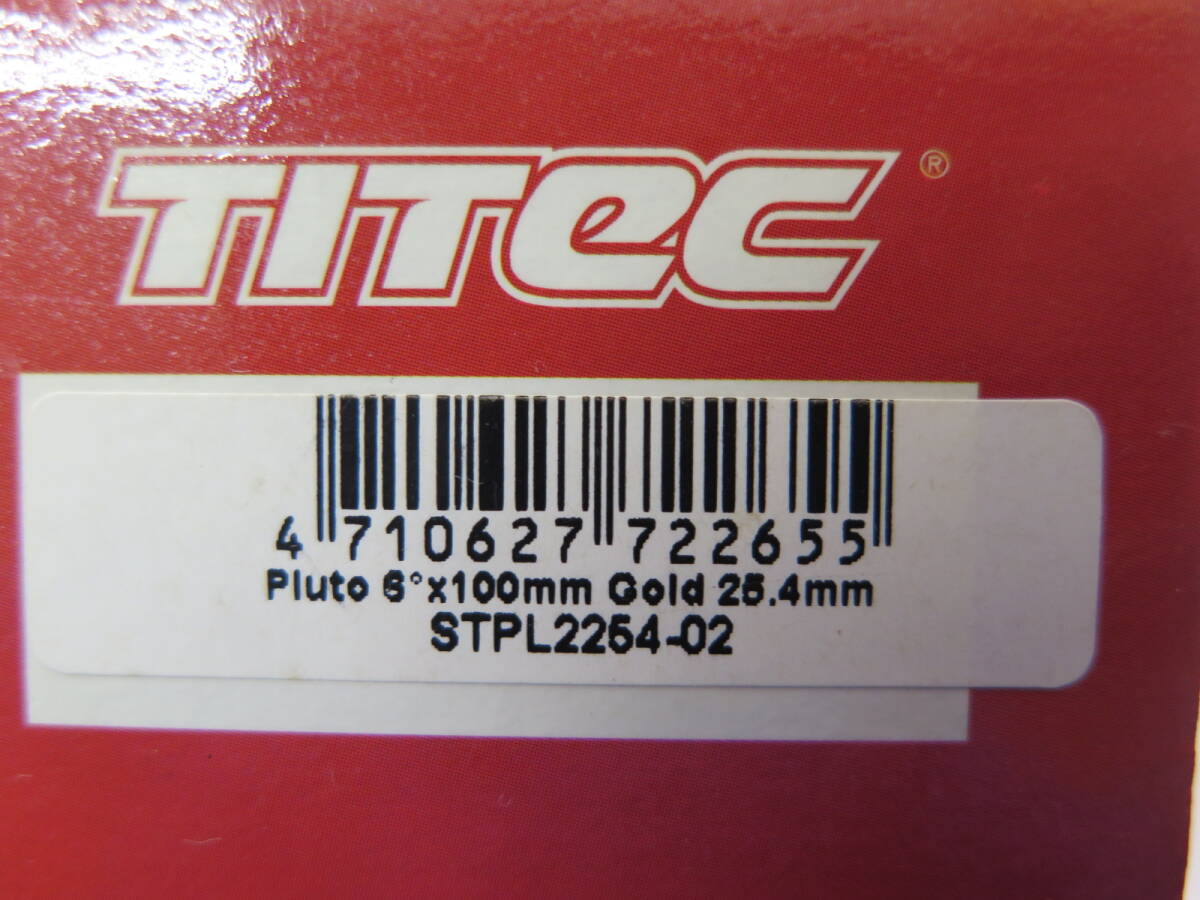 TITEC ®
4 710627 722655
Pluto 6°x100mm Gold 25.4mm
STPL2254-02